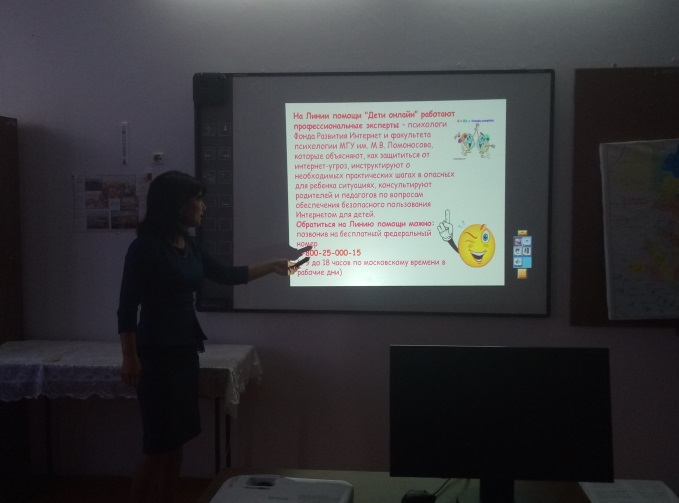 На Линии помощи "Дети онлайн" работают
профессиональные эксперты - психологи
Фонда Развития Интернет и факультета
психологии МГУ им. М.В. Ломоносова,
которые объясняют, как защититься от
интернет-угроз, инструктируют о
необходимых практических шагах в опасных
для ребенка ситуациях, консультируют
родителей и педагогов по вопросам
обеспечения безопасного пользования
Интернетом для детей.
Обратиться на Линию помощи можно:
позвонив на бесплатный федеральный
номер
800-25-000-15
до 18 часов по московскому времени в
рабочие дни)